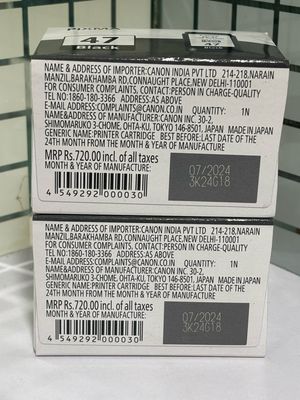 47
Black
Black
NAME & ADDRESS OF IMPORTER:CANON INDIA PVT LTD 214-218,NARAIN
MANZIL,BARAKHAMBA RD.CONNAUGHT PLACE,NEW DELHI-110001
FOR CONSUMER COMPLAINTS, CONTACT:PERSON IN CHARGE-QUALITY
TEL NO:1860-180-3366 ADDRESS:AS ABOVE
E-MAIL ADDRESS:COMPLAINTS@CANON.CO.IN QUANTITY: 1N
NAME&ADDRESS OF MANUFACTURER:CANON INC. 30-2,
SHIMOMARUKO 3-CHOME, OHTA-KU, TOKYO 146-8501, JAPAN MADE IN JAPAN
GENERIC NAME:PRINTER CARTRIDGE BEST BEFORE:LAST DATE OF THE
24TH MONTH FROM THE MONTH & YEAR OF MANUFACTURE
MRP Rs.720.00 incl. of all taxes
MONTH & YEAR OF MANUFACTURE:
07/2024
3K24G18
4 549292 000030
NAME & ADDRESS OF IMPORTER:CANON INDIA PVT LTD 214-218,NARAIN
MANZIL,BARAKHAMBA RD.CONNAUGHT PLACE,NEW DELHI-110001
FOR CONSUMER COMPLAINTS, CONTACT:PERSON IN CHARGE-QUALITY
TEL NO:1860-180-3366 ADDRESS:AS ABOVE
E-MAIL ADDRESS:COMPLAINTS@CANON.CO.IN QUANTITY: 1N
NAME&ADDRESS OF MANUFACTURER:CANON INC. 30-2,
SHIMOMARUKO 3-CHOME, OHTA-KU, TOKYO 146-8501, JAPAN MADE IN JAPAN
GENERIC NAME:PRINTER CARTRIDGE BEST BEFORE:LAST DATE OF THE
24TH MONTH FROM THE MONTH & YEAR OF MANUFACTURE
MRP Rs.720.00 incl. of all taxes
MONTH & YEAR OF MANUFACTURE:
07/2024
3K24G18
4 549292 000030